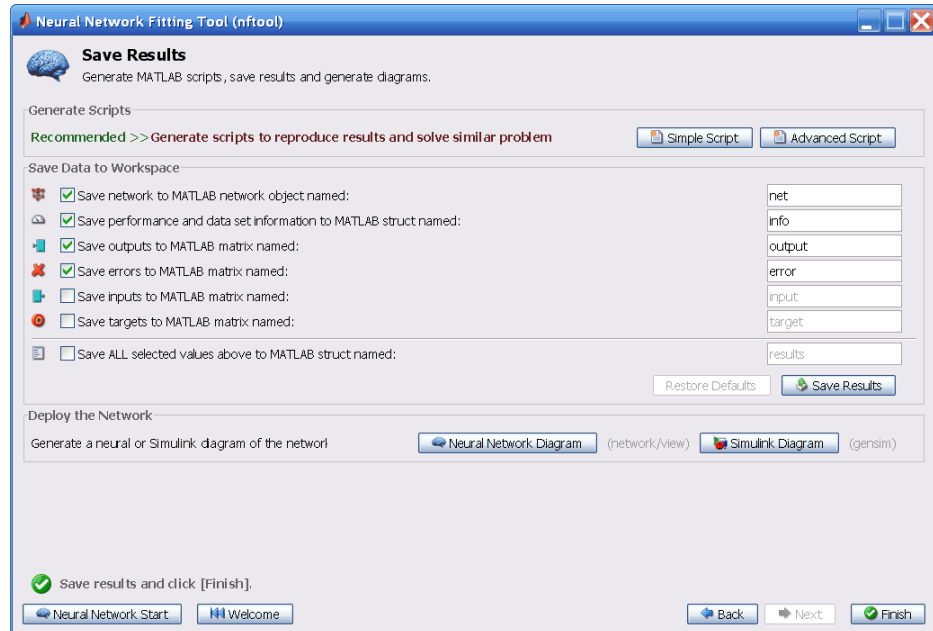 Neural Network Fitting Tool (nftool)
Save Results
Generate MATLAB scripts, save results and generate diagrams.
Generate Scripts
Recommended >> Generate scripts to reproduce results and solve similar problem
Simple Script
Advanced Script
Save Data to Workspace
Save network to MATLAB network object named:
net
Save performance and data set information to MATLAB struct named:
info
Save outputs to MATLAB matrix named:
output
Save errors to MATLAB matrix named:
error
Save inputs to MATLAB matrix named:
input
Save targets to MATLAB matrix named:
target
Save ALL selected values above to MATLAB struct named:
results
Restore Defaults
Save Results
Deploy the Network
Generate a neural or Simulink diagram of the network
Neural Network Diagram
(network/view)
Simulink Diagram
(gensim)
Save results and click [Finish].
Neural Network Start
Welcome
Back
Next
Finish